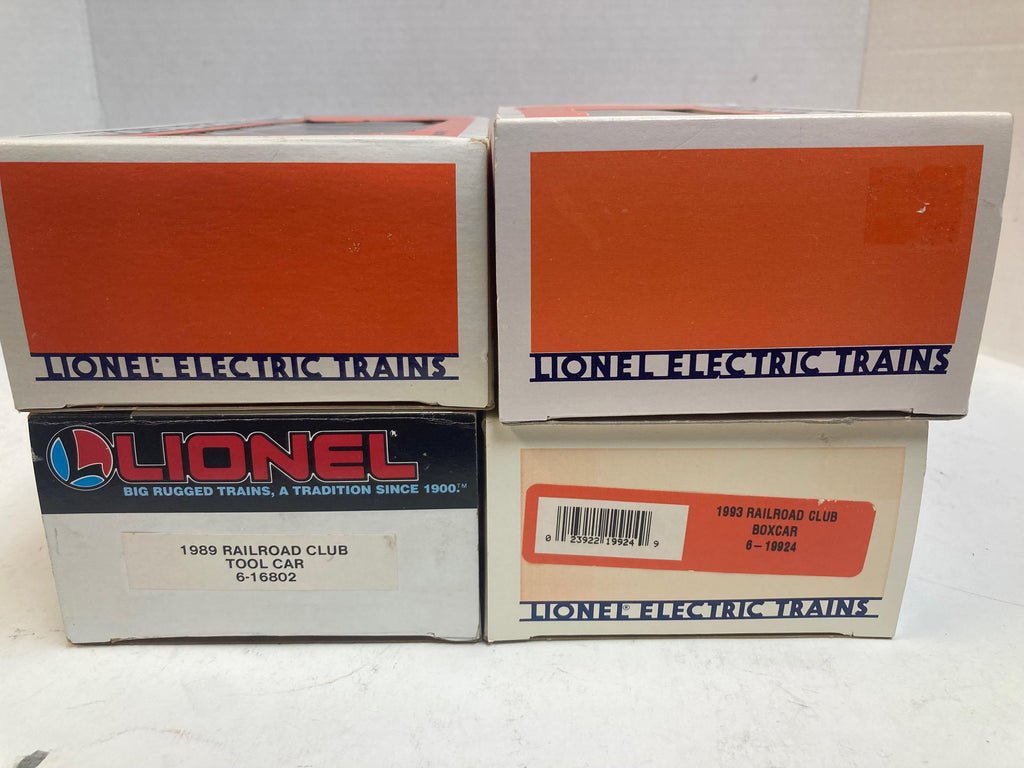 LIONEL® ELECTRIC TRAINS
LIONEL ELECTRIC TRAINS
LIONEL
BIG RUGGED TRAINS, A TRADITION SINCE 1900.™
1989 RAILROAD CLUB
TOOL CAR
6-16802
0 23922 19924 9
1993 RAILROAD CLUB
BOXCAR
6-19924
LIONEL® ELECTRIC TRAINS